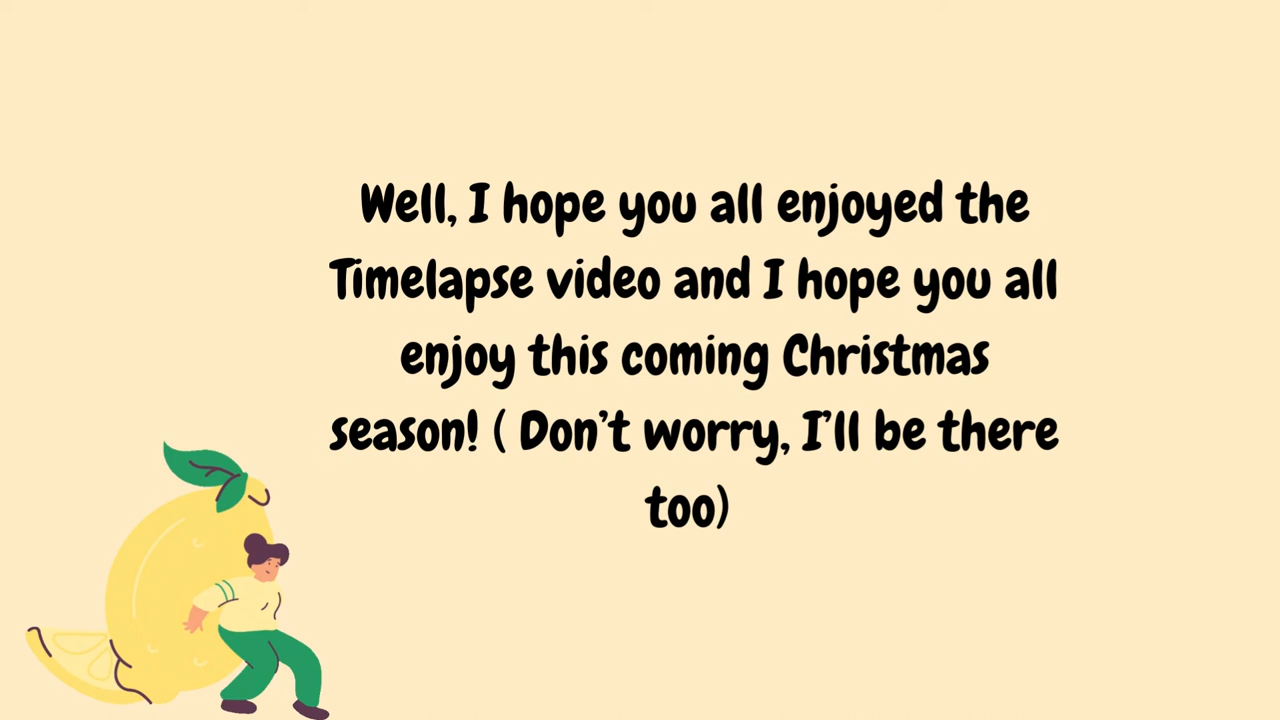 Well, I hope you all enjoyed the
Timelapse video and I hope you all
enjoy this coming Christmas
season! ( Don't worry, I'll be there
too)